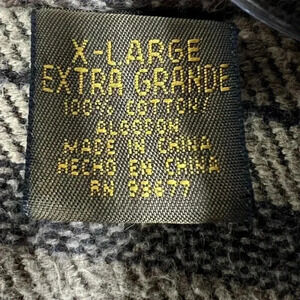 X-LARGE
EXTRA GRANDE
100% COTTON/
ALGODON
MADE IN CHINA
HECHO EN CHINA
RN 93677